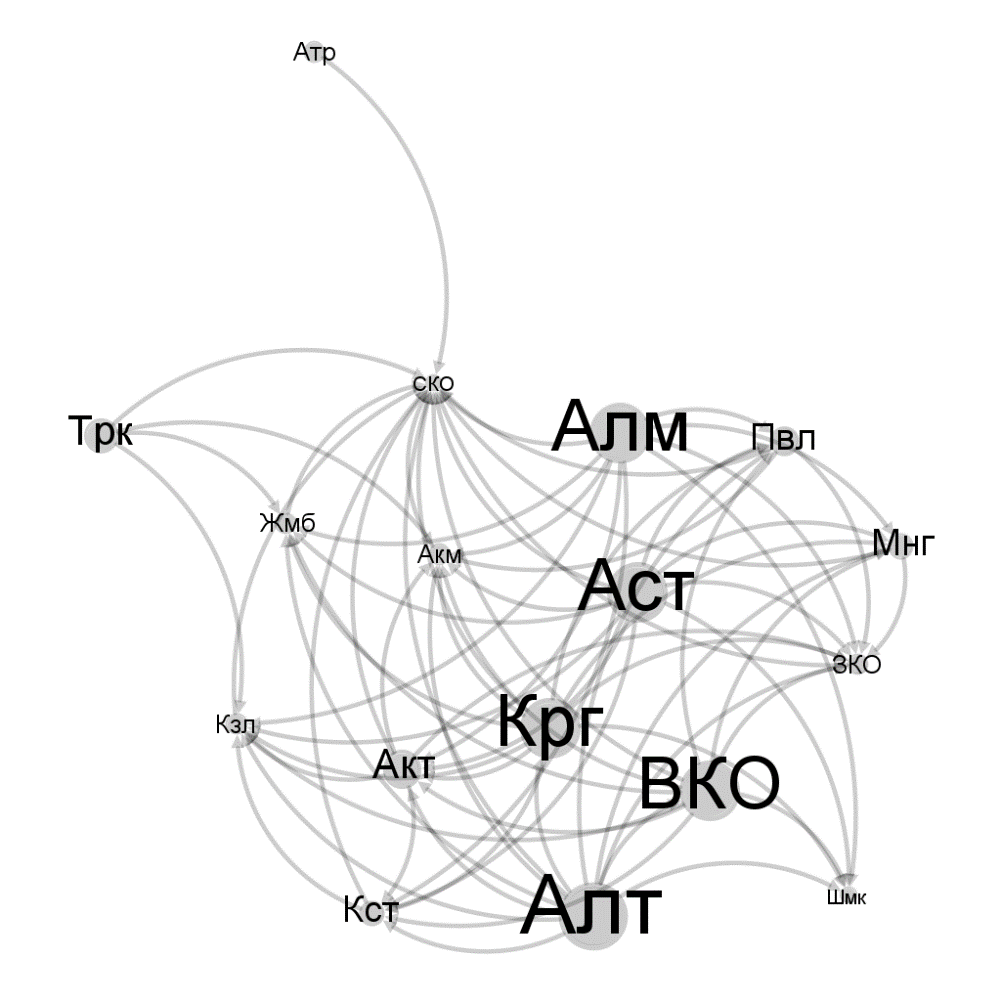 Атр
СКО
Трк
Алм
Пвл
Жмб
Акм
Мнг
Аст
ЗКО
Кзл
Крг
Акт
ВКО
Кст
Алт
Шмк